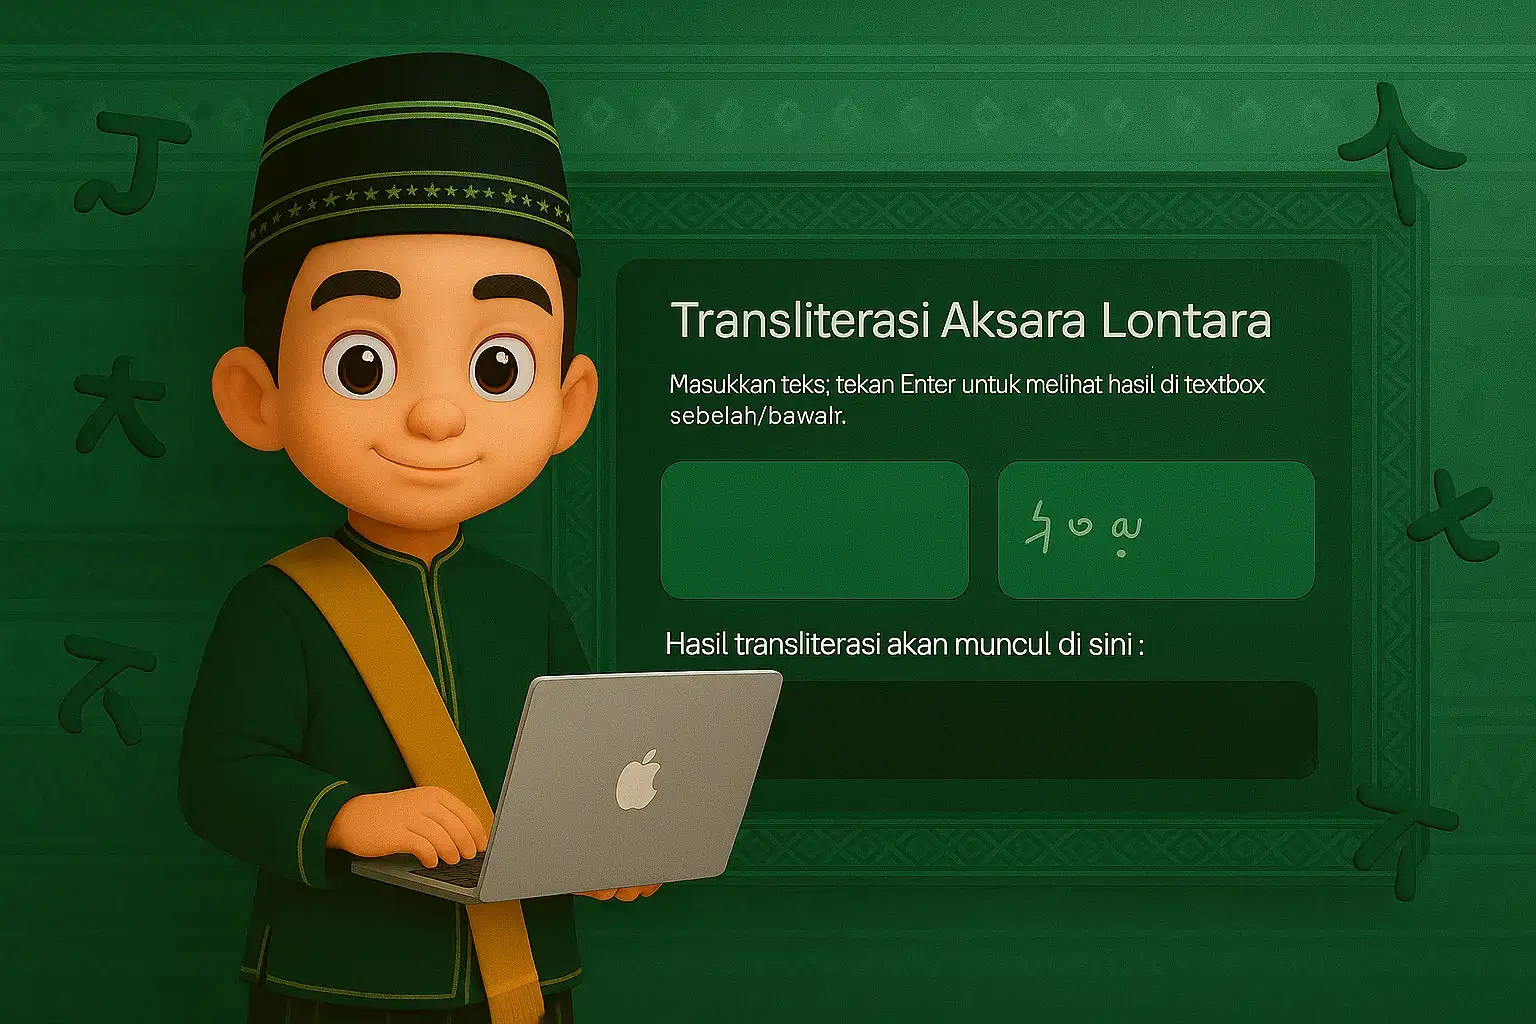 Transliterasi Aksara Lontara
Masukkan teks; tekan Enter untuk melihat hasil di textbox
sebelah/bawalr.
Hasil transliterasi akan muncul di sini :